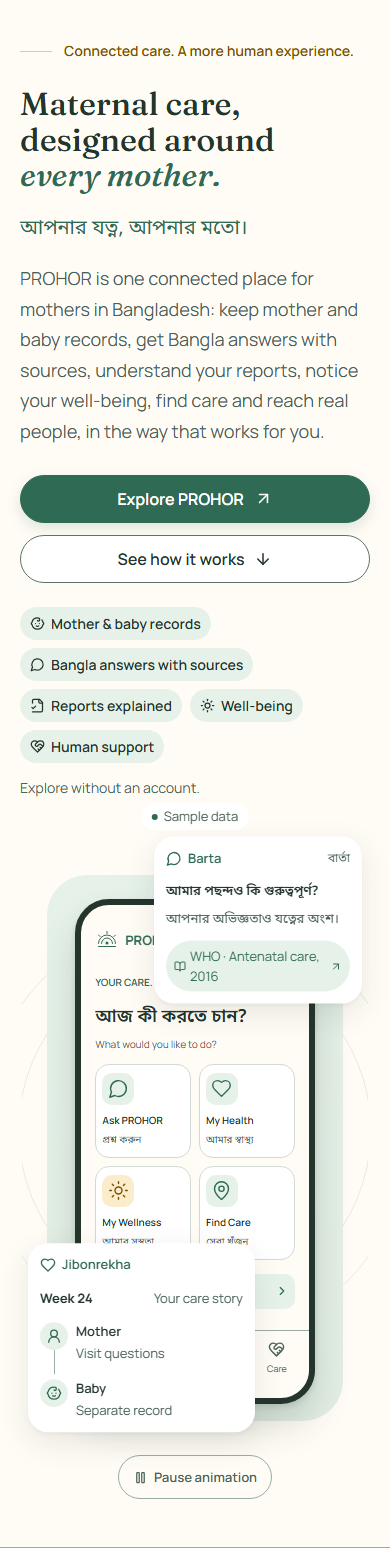 Connected care. A more human experience.
Maternal care,
designed around
every mother.
আপনার যত্ন, আপনার মতো।
PROHOR is one connected place for
mothers in Bangladesh: keep mother and
baby records, get Bangla answers with
sources, understand your reports, notice
your well-being, find care and reach real
people, in the way that works for you.
Explore PROHOR
See how it works
Mother & baby records
Bangla answers with sources
Reports explained
Well-being
Human support
Explore without an account.
Sample data
Barta
বার্তা
আমার পছন্দও কি গুরুত্বপূর্ণ?
আপনার অভিজ্ঞতাও যত্নের অংশ।
WHO · Antenatal care,
2016
YOUR CARE.
আজ কী করতে চান?
What would you like to do?
Ask PROHOR
প্রশ্ন করুন
My Health
আমার স্বাস্থ্য
My Wellness
Find Care
Jibonrekha
Week 24
Your care story
Mother
Visit questions
Baby
Separate record
Care
Pause animation